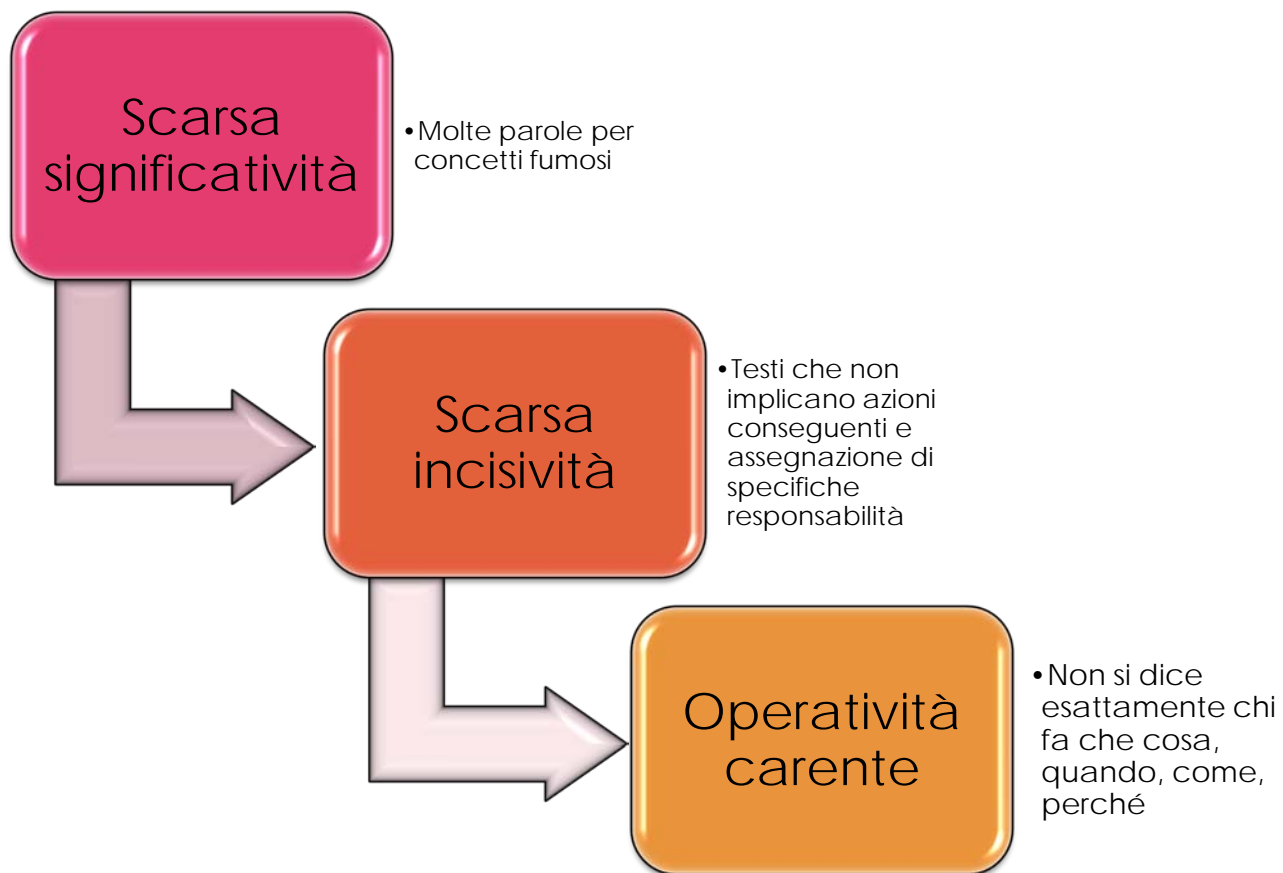 Scarsa
significatività
•Molte parole per
concetti fumosi
Scarsa
incisività
•Testi che non
implicano azioni
conseguenti e
assegnazione di
specifiche
responsabilità
Operatività
carente
•Non si dice
esattamente chi
fa che cosa,
quando, come,
perché